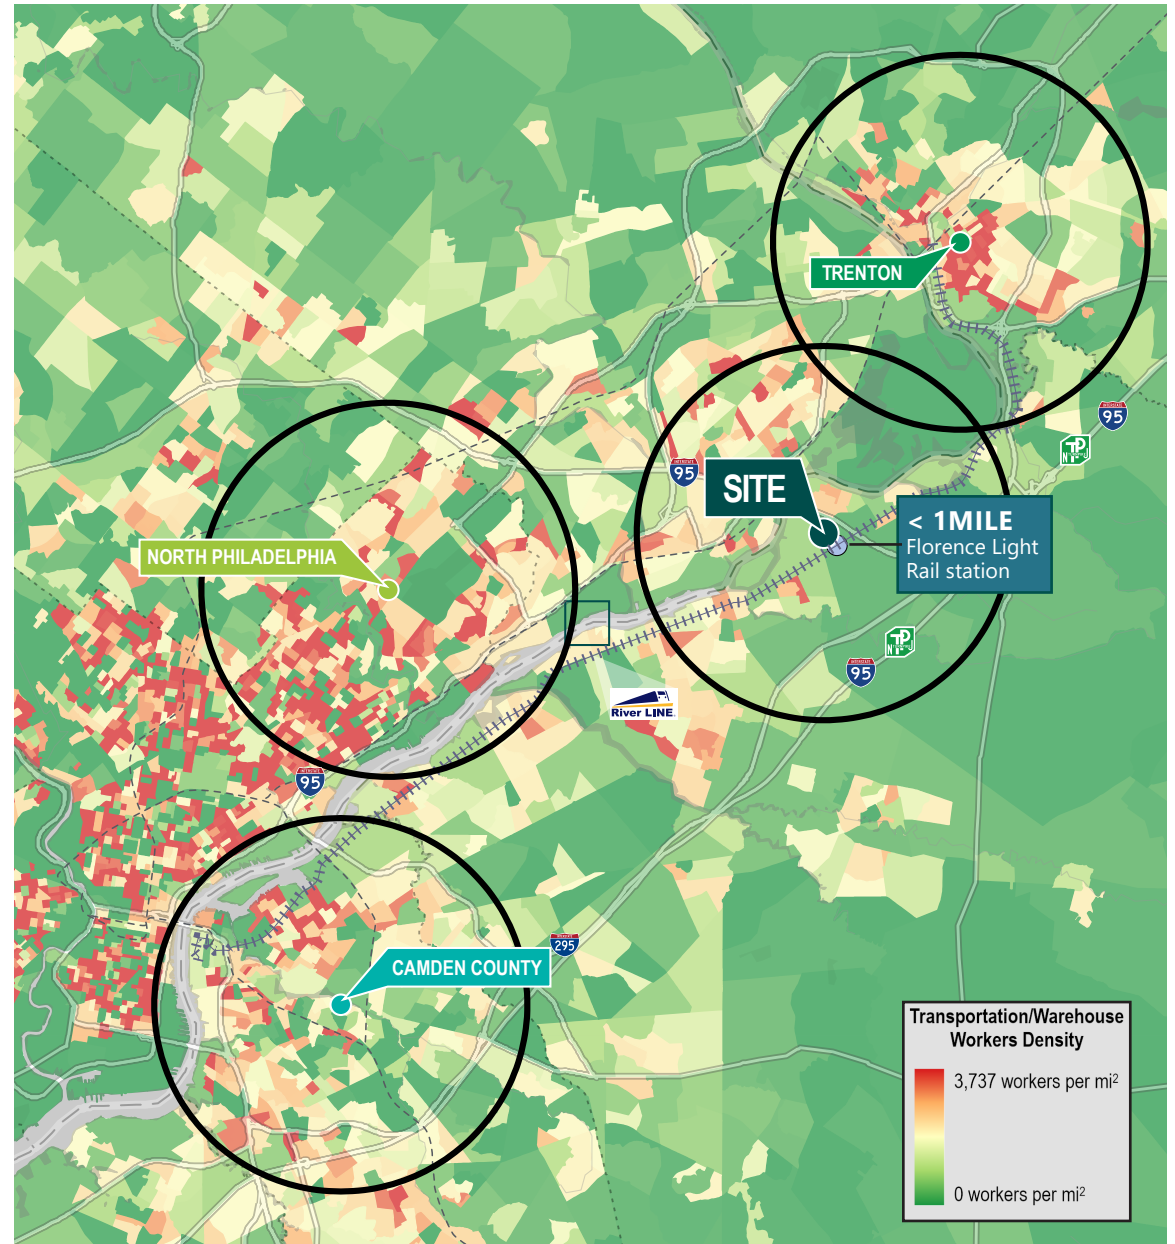 TRENTON
95
95
SITE
< 1MILE
Florence Light
Rail station
NORTH PHILADELPHIA
95
River LINE
95
295
CAMDEN COUNTY
Transportation/Warehouse
Workers Density
3,737 workers per mi²
0 workers per mi²